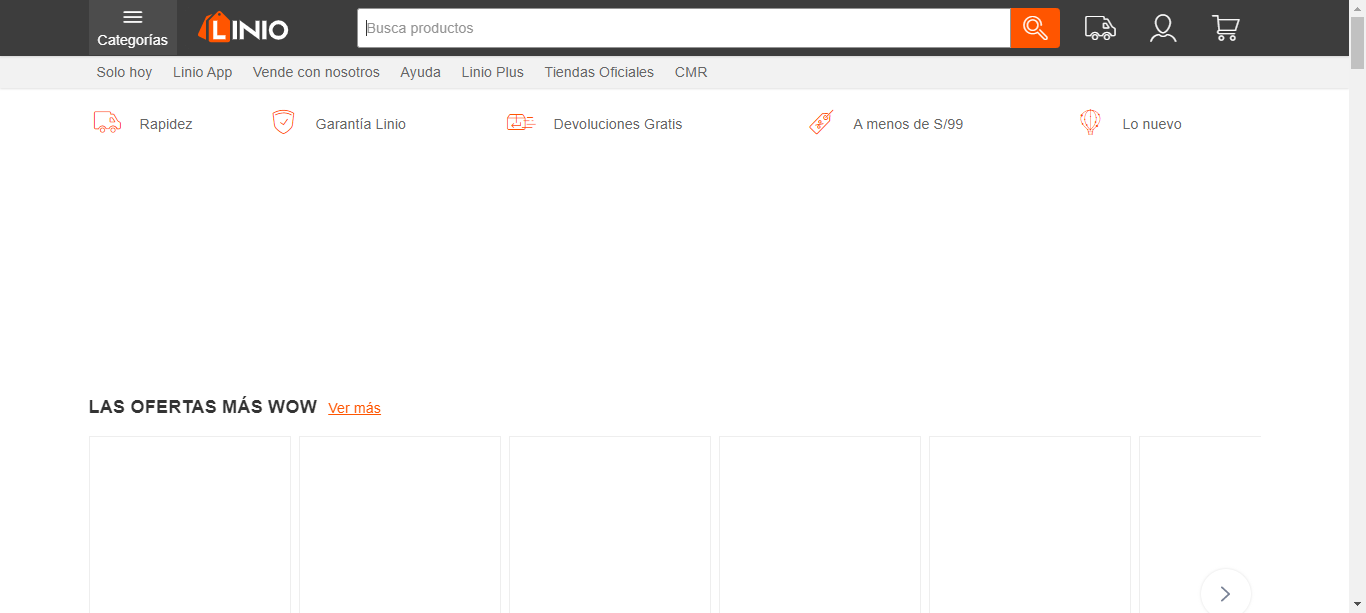 Categorías
LINIO
Busca productos
Solo hoy Linio App Vende con nosotros Ayuda Linio Plus Tiendas Oficiales CMR
Rapidez Garantía Linio Devoluciones Gratis A menos de S/99 Lo nuevo
LAS OFERTAS MÁS WOW Ver más